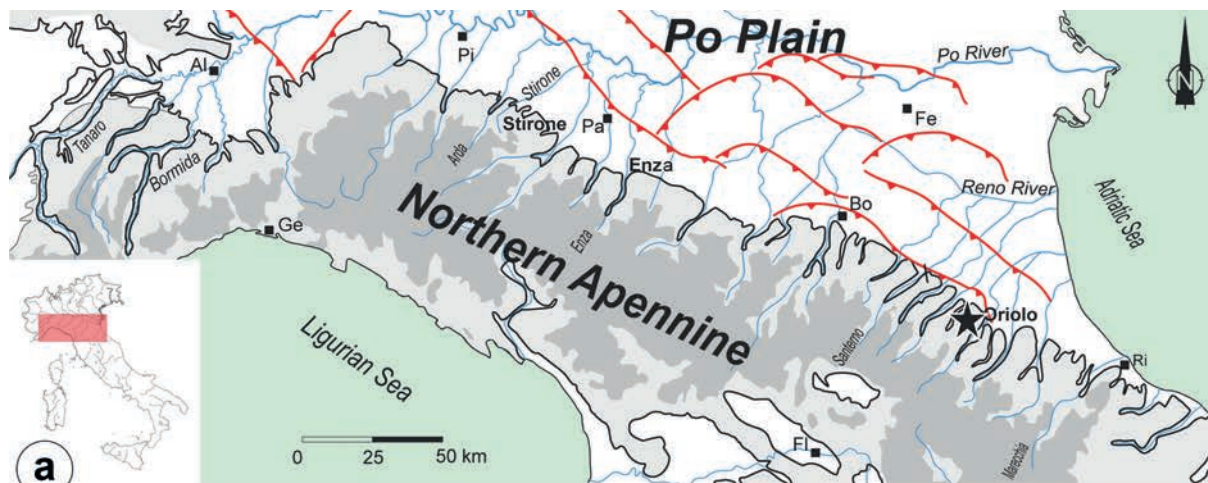 Po Plain
Po River
Pi
Al
Stirone
Stirone
Pa
Fe
Tanaro
Arda
Bormida
Enza
Reno River
Adriatic Sea
N
Bo
Ge
Enza
Northern Apennine
Oriolo
Ligurian Sea
Santerno
Ri
Fl
Marecchia
0 25 50 km
a